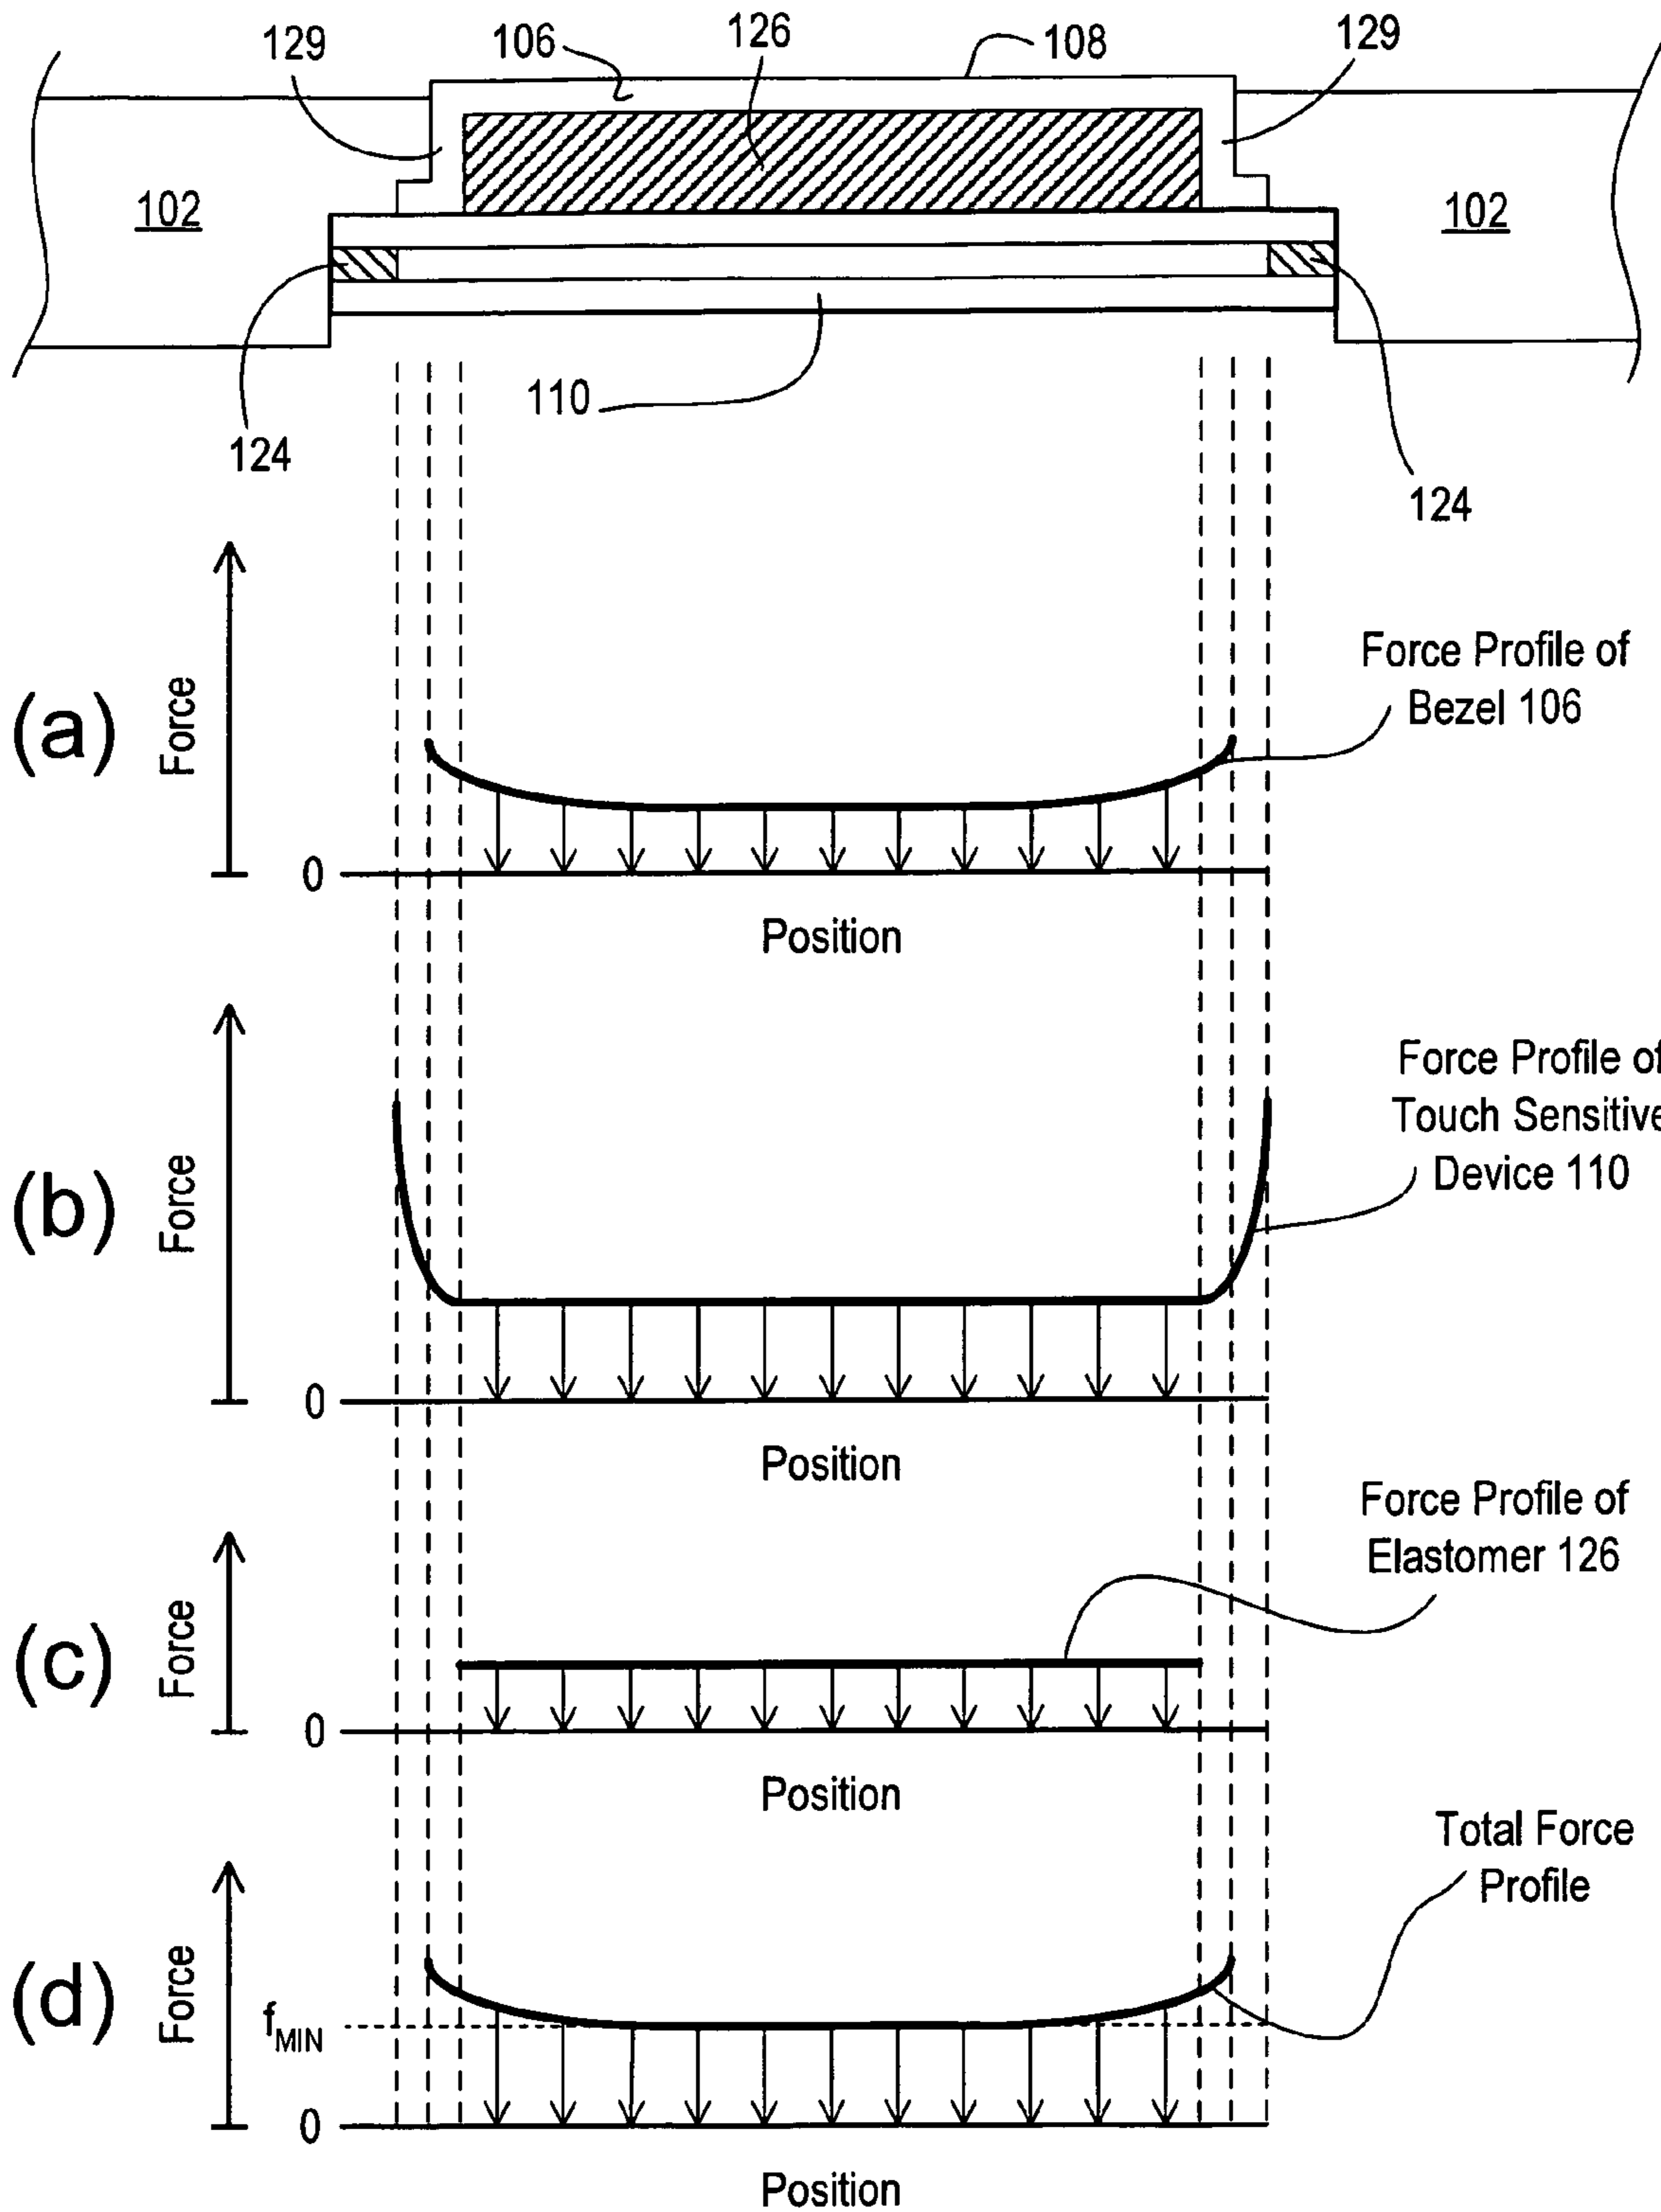 129
106
126
108
129
102
102
124
110
124
(a)
Force
0
Position
Force Profile of
Bezel 106
(b)
Force
0
Position
Force Profile of
Touch Sensitive
Device 110
(c)
Force
0
Position
Force Profile of
Elastomer 126
(d)
Force
fMIN
0
Position
Total Force
Profile